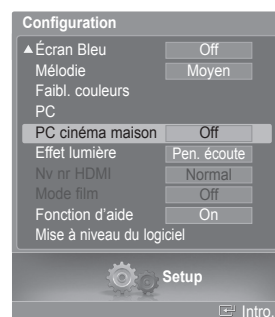 Configuration
▲Écran Bleu Off
Mélodie Moyen
Faibl. couleurs
PC
PC cinéma maison Off
Effet lumière Pen. écoute
Nv nr HDMI Normal
Mode film Off
Fonction d'aide On
Mise à niveau du logiciel
Setup
Intro.